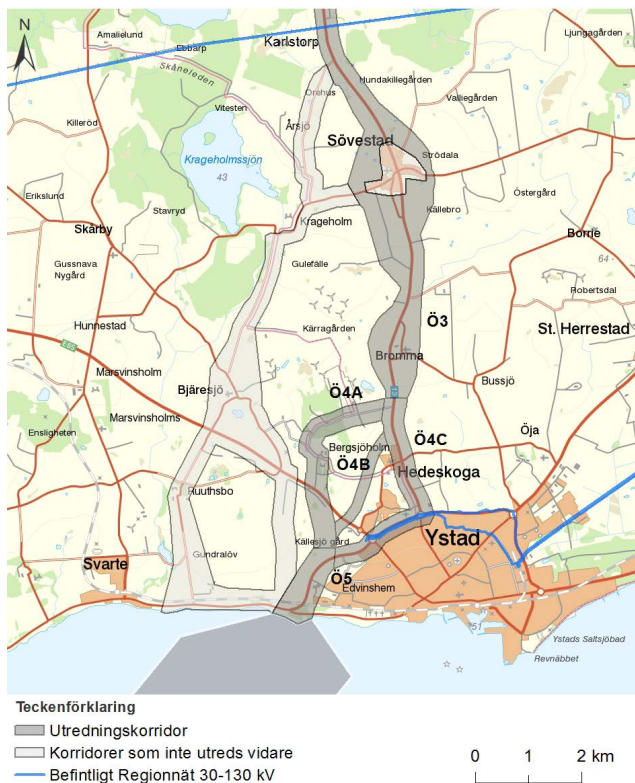 N
Amalielund
Ebbarp
Karlstorp
Ljungagården
Skåneleden
Hundakillegården
Orehus
Vitesten
Valliegården
Killeröd
Årsjö
Sövestad
Krageholmssjön
Strödala
43
Erikslund
Stavryd
Östergård
Källebro
Skårby
Krageholm
Borrie
Gussnava
Nygård
Gulefälle
64
Robertsdal
Hunnestad
Kärragården
Ö3
St. Herrestad
E65
Marsvinsholm
Bromma
Bjäresjö
Bussjö
Marsvinsholms
Ö4A
Ensligheten
Ö4C
Öja
Bergsjöholm
Ö4B
Hedeskoga
Ruuthsbo
Källesjö gård
Ystad
Gundralöv
Svarte
Ö5
Edvinshem
51
Ystads Saltsjöbad
Revnäbbet
Teckenförklaring
Utredningskorridor
Korridorer som inte utreds vidare
Befintligt Regionnät 30-130 kV
0 1 2 km